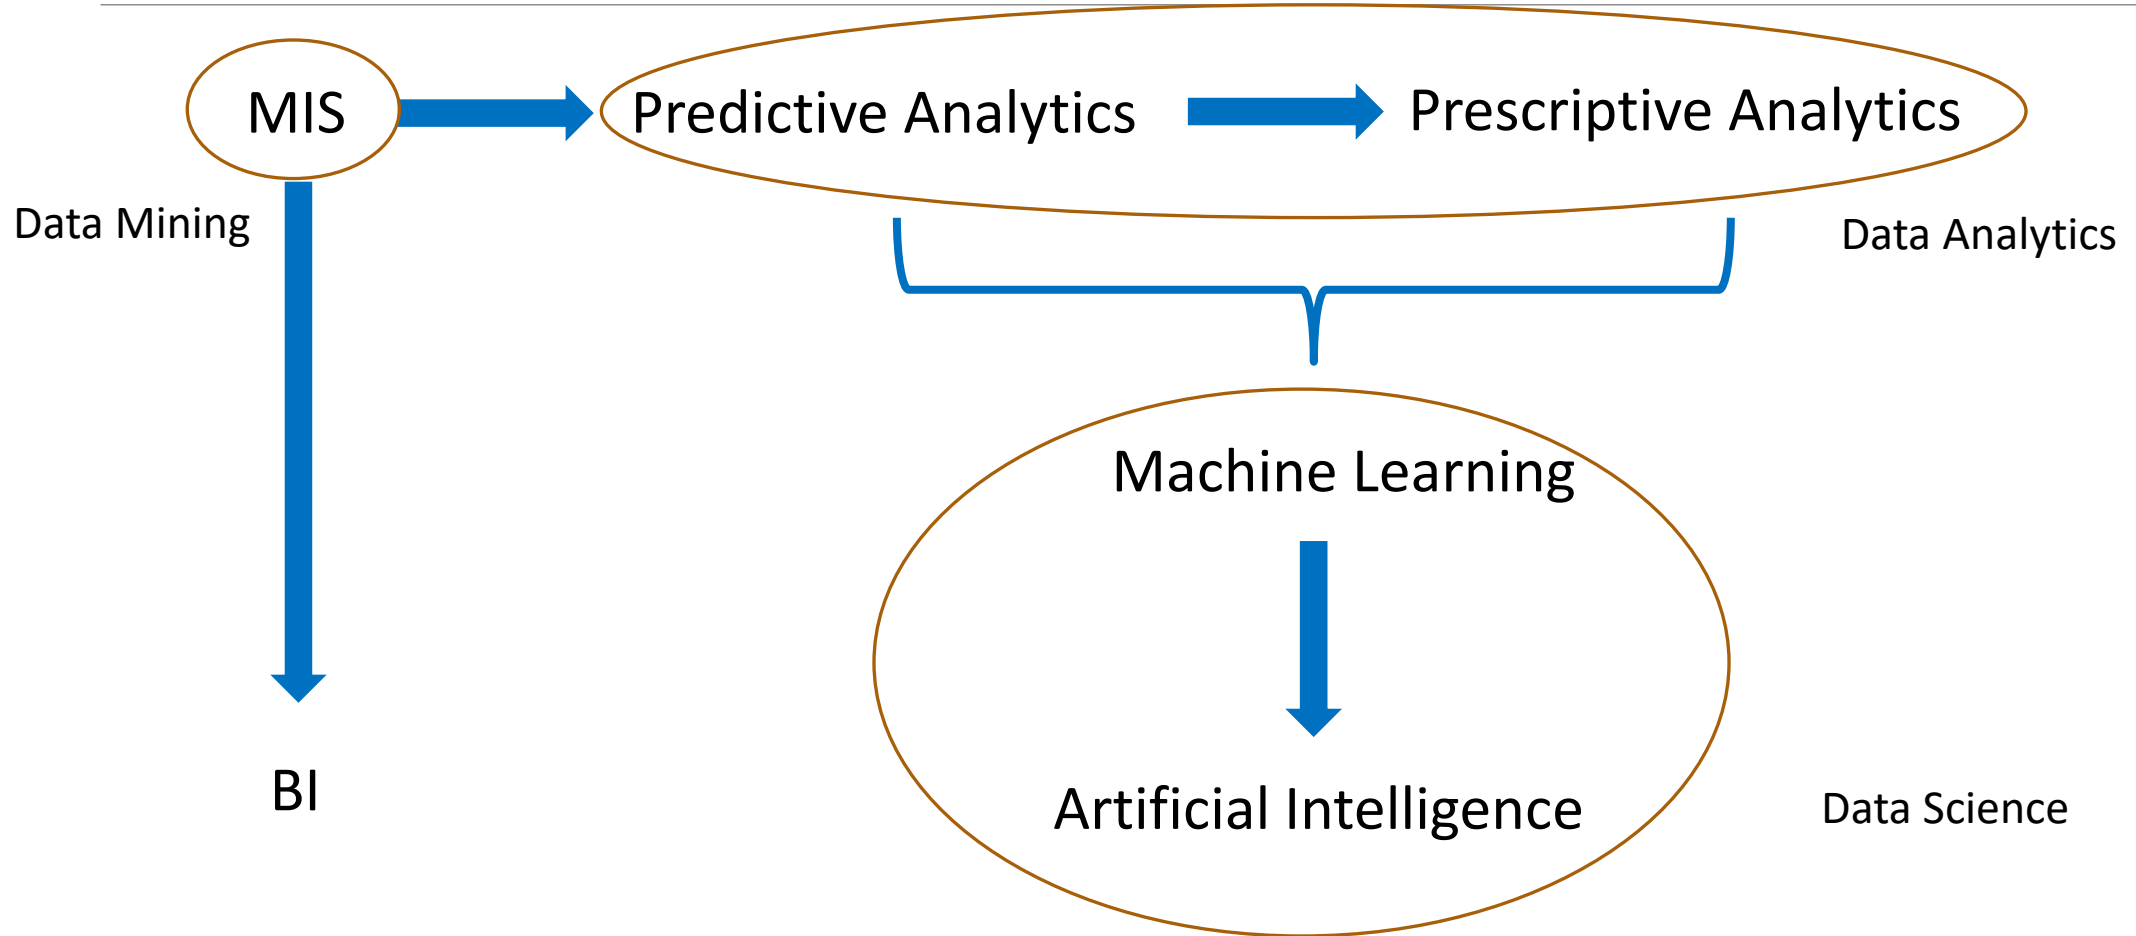 MIS
Predictive Analytics
Prescriptive Analytics
Data Mining
Data Analytics
Machine Learning
BI
Artificial Intelligence
Data Science